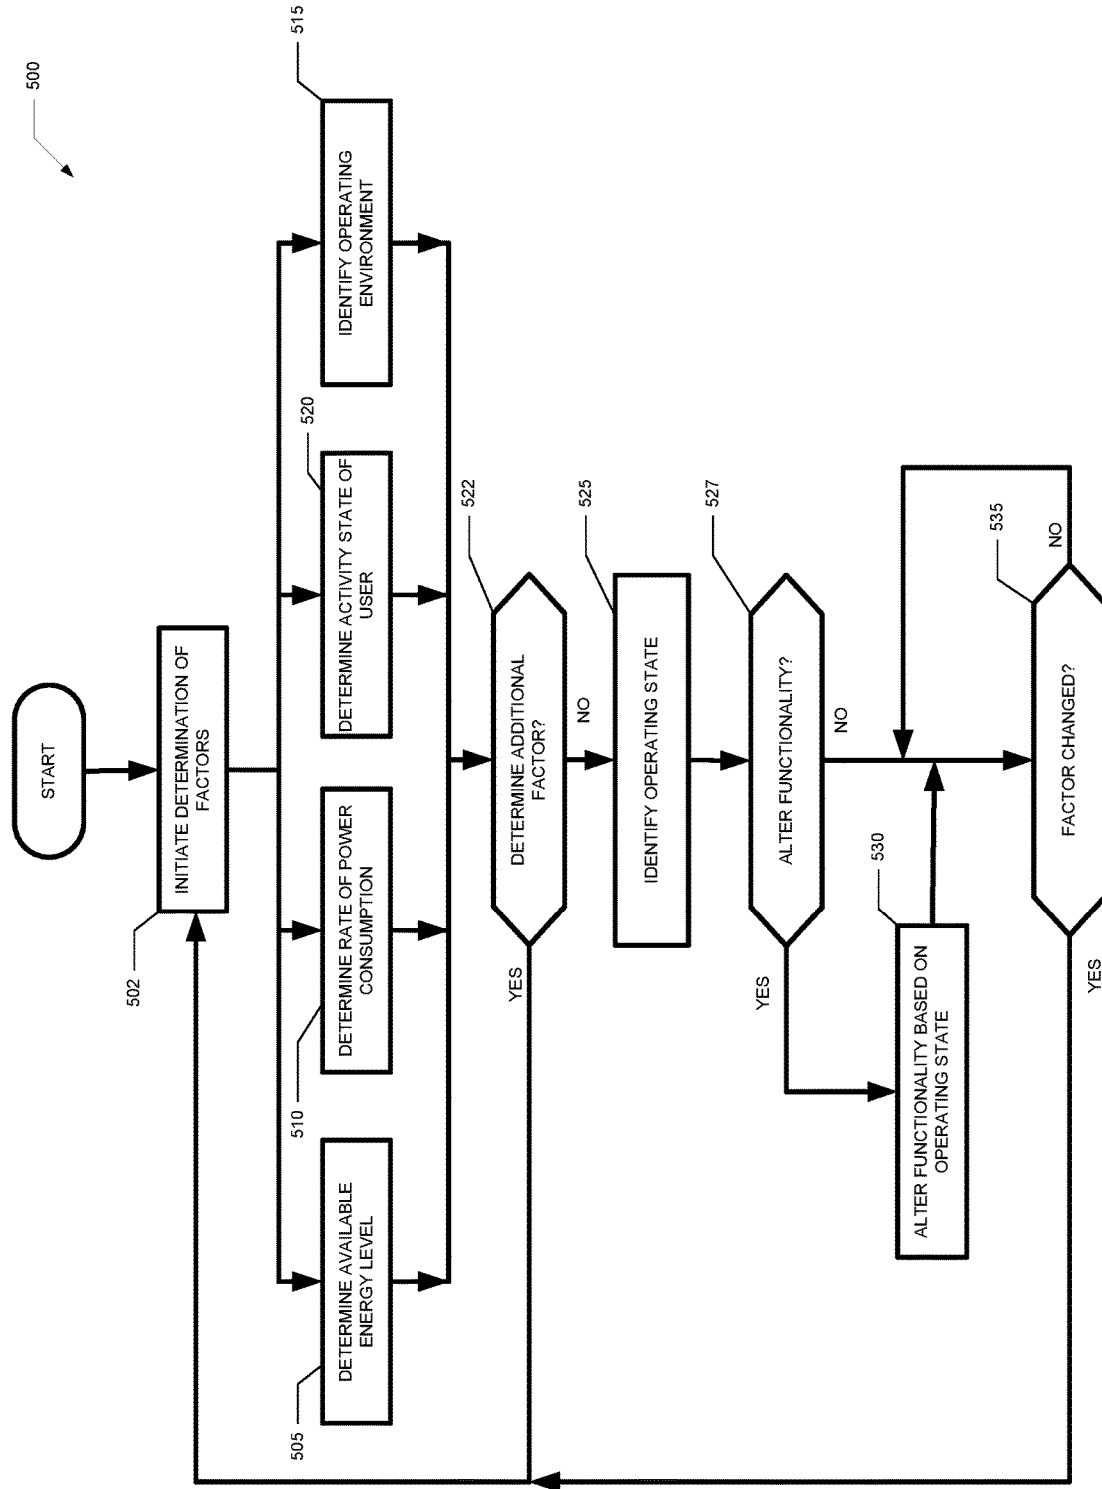 500
START
INITIATE DETERMINATION OF
FACTORS
502
DETERMINE AVAILABLE
ENERGY LEVEL
505
DETERMINE RATE OF POWER
CONSUMPTION
510
DETERMINE ACTIVITY STATE OF
USER
520
IDENTIFY OPERATING
ENVIRONMENT
515
DETERMINE ADDITIONAL
FACTOR?
522
YES
NO
IDENTIFY OPERATING STATE
525
ALTER FUNCTIONALITY?
527
YES
NO
ALTER FUNCTIONALITY BASED ON
OPERATING STATE
530
FACTOR CHANGED?
535
YES
NO